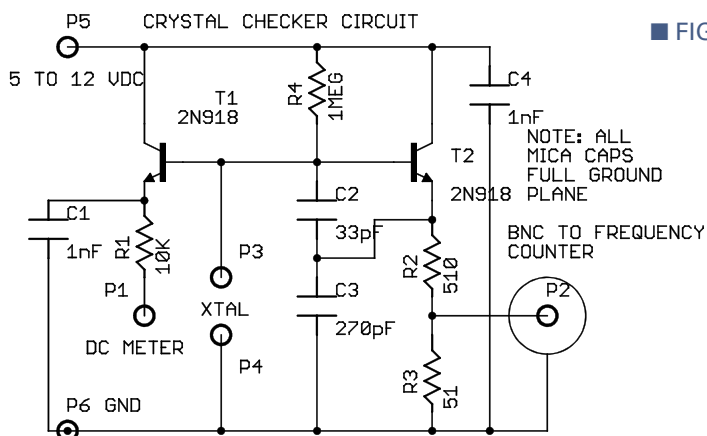 P5
CRYSTAL CHECKER CIRCUIT
■ FIG
5 TO 12 VDC
T1
2N918
R4
1MEG
C4
1nF
NOTE: ALL
MICA CAPS
FULL GROUND
PLANE
T2
2N918
C1
1nF
R1
10K
C2
33pF
P3
R2
510
BNC TO FREQUENCY
COUNTER
P1
P2
XTAL
C3
270pF
DC METER
P4
R3
51
P6 GND